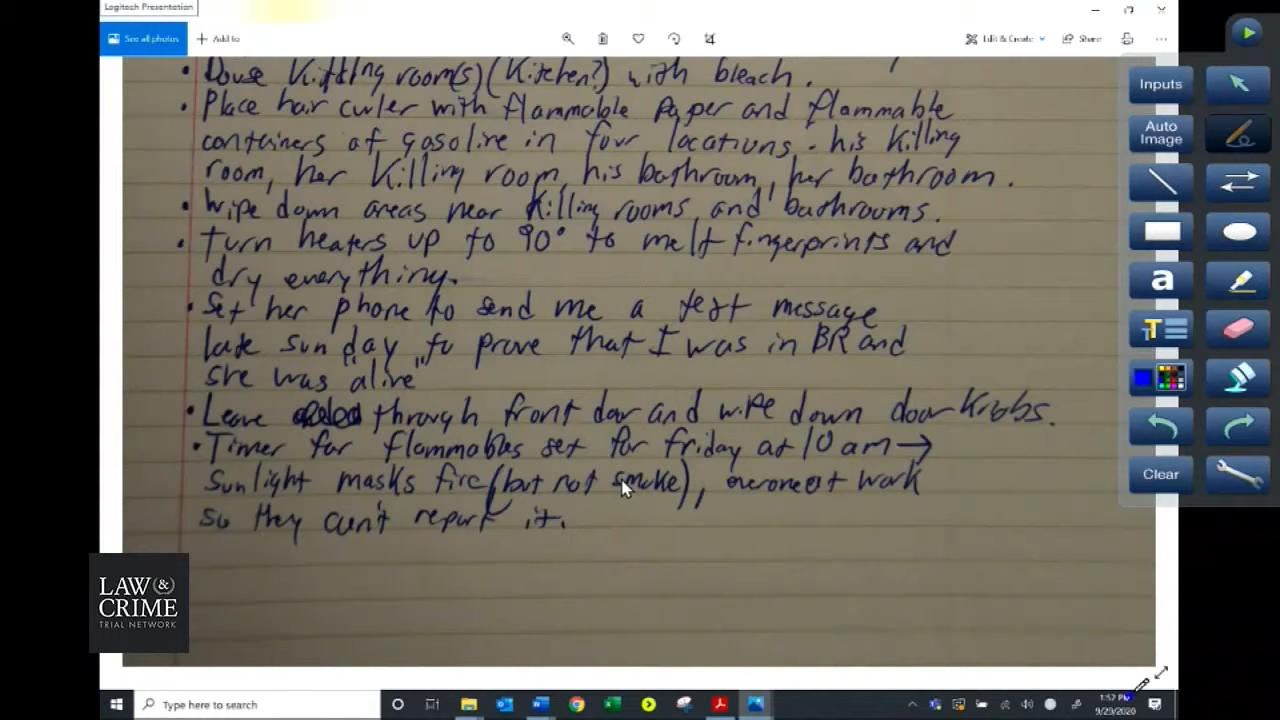 Logitech Presentation
See all photos
Add to
Edit & Create
Share
• Douse Killing room(s) (Kitchen?) with bleach.
• Place hair curler with flammable paper and flammable
containers of gasoline in four locations - his Killing
room, her Killing room, his bathroom, her bathroom.
• Wipe down areas near Killing rooms and bathrooms.
• Turn heaters up to 90° to melt fingerprints and
dry everything.
• Set her phone to send me a text message
late Sunday to prove that I was in BR and
she was "alive"
• Leave through front door and wipe down door knobs.
• Timer for flammables set for friday at 10 am →
Sunlight masks fire (but not smoke), at work
so they can't report it.
Inputs
Auto
Image
a
T
Clear
LAW &
CRIME
TRIAL NETWORK
Type here to search
1:52 PM
9/29/2020